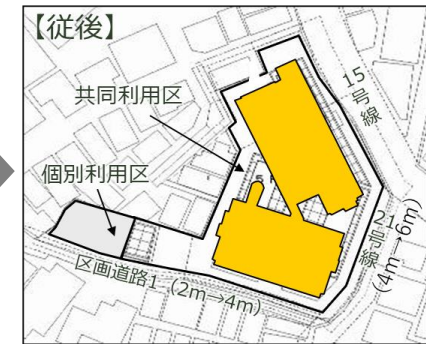 【従後】
共同利用区
15号線
個別利用区
21号線
(4m→6m)
区画道路1 (2m→4m)